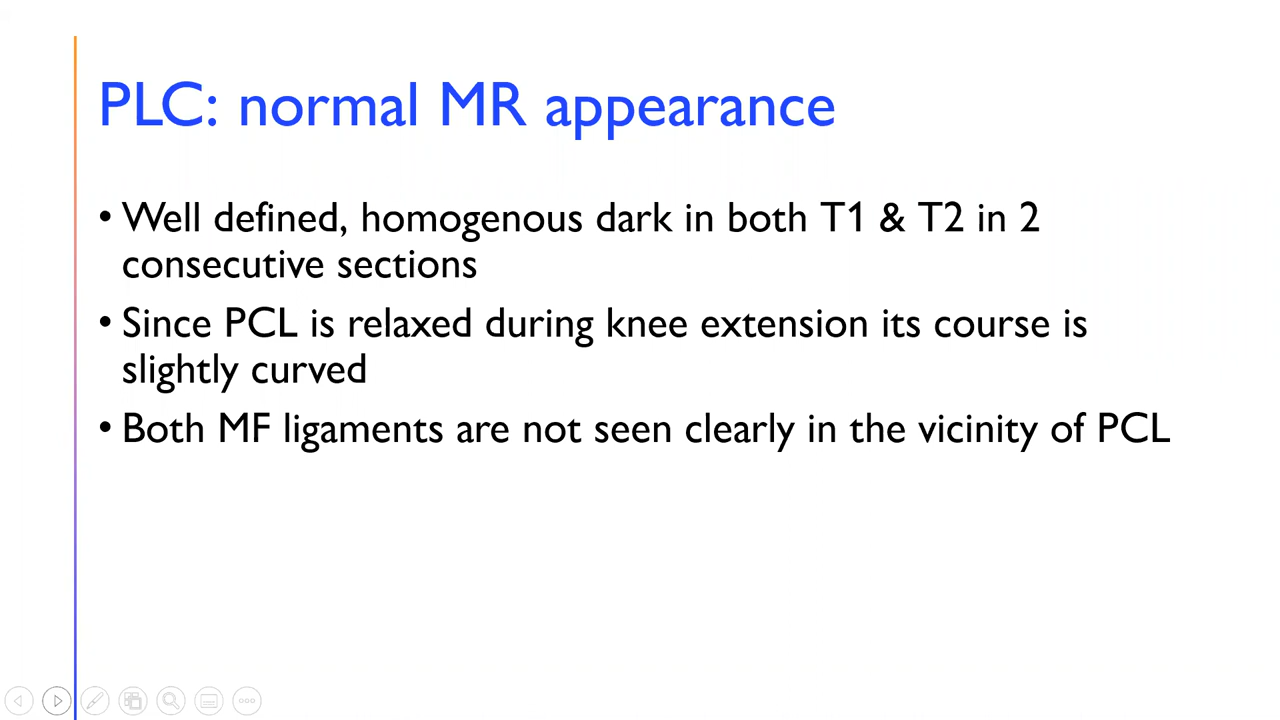 PLC: normal MR appearance
• Well defined, homogenous dark in both T1 & T2 in 2
consecutive sections
• Since PCL is relaxed during knee extension its course is
slightly curved
• Both MF ligaments are not seen clearly in the vicinity of PCL